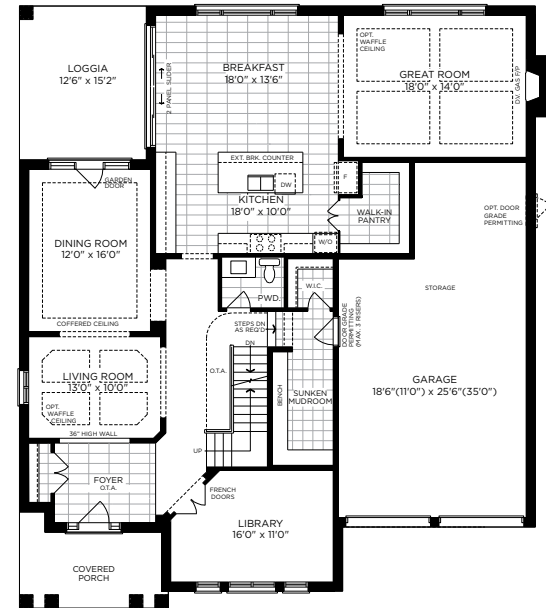 LOGGIA
12'6" x 15'2"
2 PANEL SLIDER
BREAKFAST
18'0" x 13'6"
OPT.
WAFFLE
CEILING
GREAT ROOM
18'0" x 14'0"
D.V. GAS F/P
EXT. BRK. COUNTER
DW
F
KITCHEN
18'0" x 10'0"
W/O
WALK-IN
PANTRY
GARDEN
DOOR
DINING ROOM
12'0" x 16'0"
COFFERED CEILING
OPT. DOOR
GRADE
PERMITTING
PWD.
W.I.C.
STORAGE
DOOR GRADE
PERMITTING
(MAX. 3 RISERS)
STEPS DN
AS REQ'D
DN
O.T.A.
BENCH
SUNKEN
MUDROOM
GARAGE
18'6"(11'0") x 25'6"(35'0")
LIVING ROOM
13'0" x 10'0"
OPT.
WAFFLE
CEILING
36" HIGH WALL
UP
FOYER
O.T.A.
FRENCH
DOORS
LIBRARY
16'0" x 11'0"
COVERED
PORCH